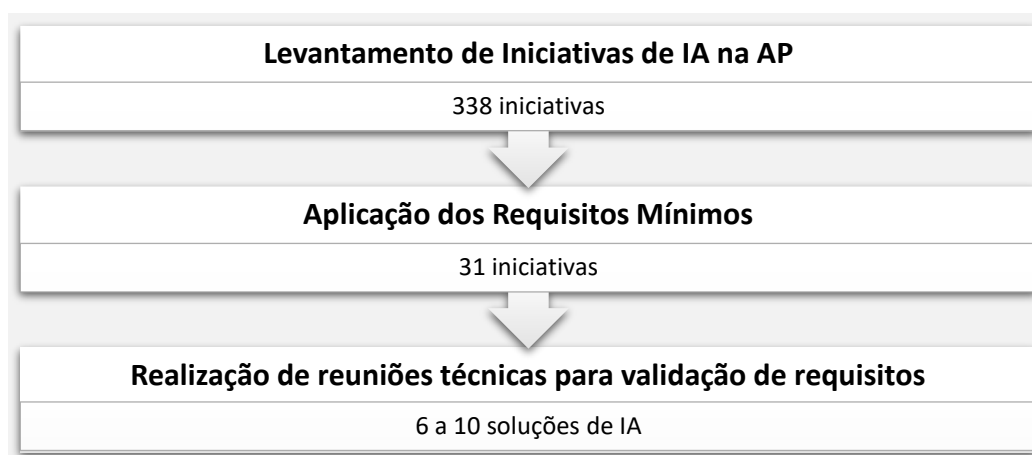 Levantamento de Iniciativas de IA na AP
338 iniciativas
Aplicação dos Requisitos Mínimos
31 iniciativas
Realização de reuniões técnicas para validação de requisitos
6 a 10 soluções de IA